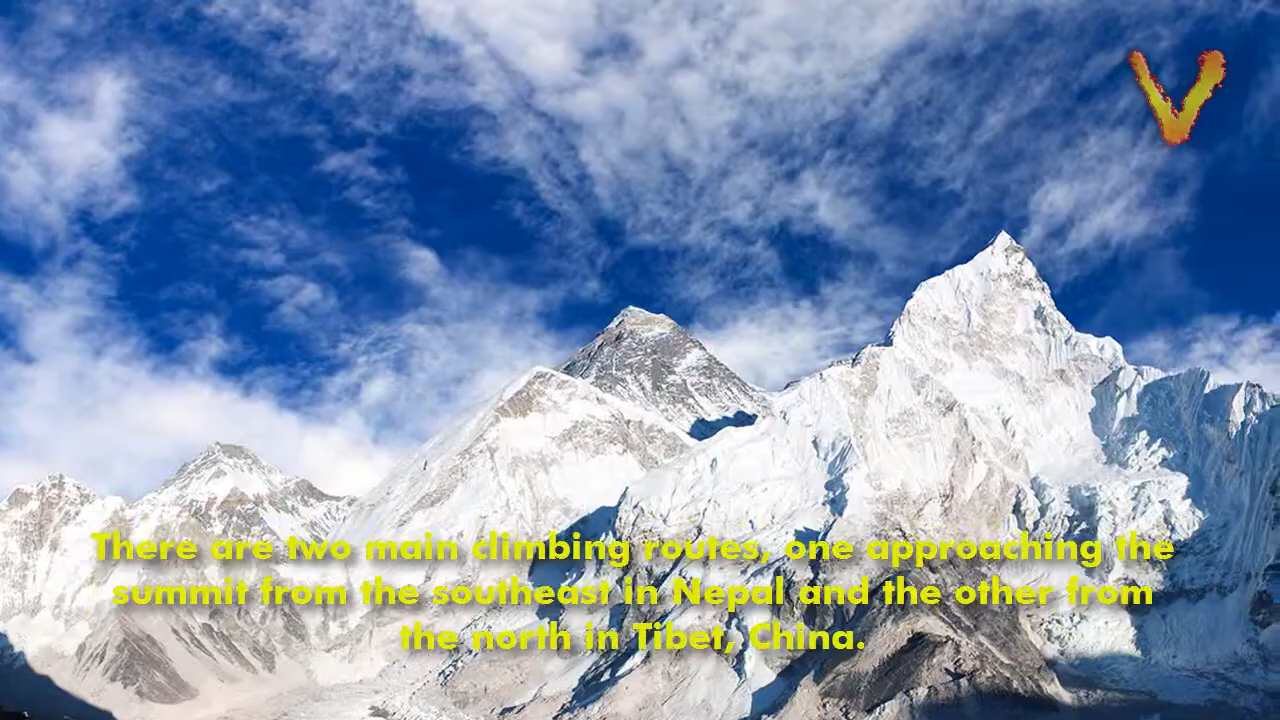 V
There are two main climbing routes, one approaching the
summit from the southeast in Nepal and the other from
the north in Tibet, China.